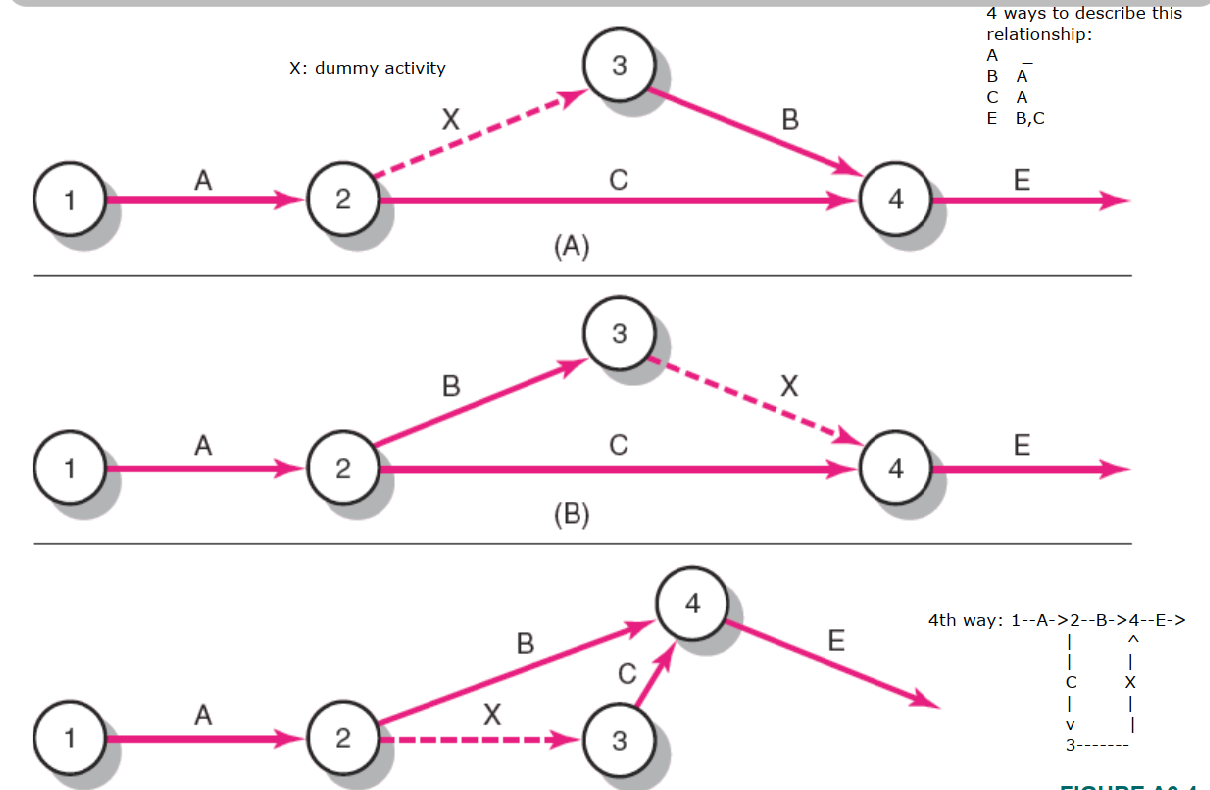 4 ways to describe this
relationship:
A _
B A
C A
E B,C
X: dummy activity
3
X
B
1
A
2
C
4
E
(A)
3
B
X
1
A
2
C
4
E
(B)
4
B
E
C
1
A
2
X
3
4th way: 1--A->2--B->4--E->
| ^
| |
C X
| |
v |
3-------